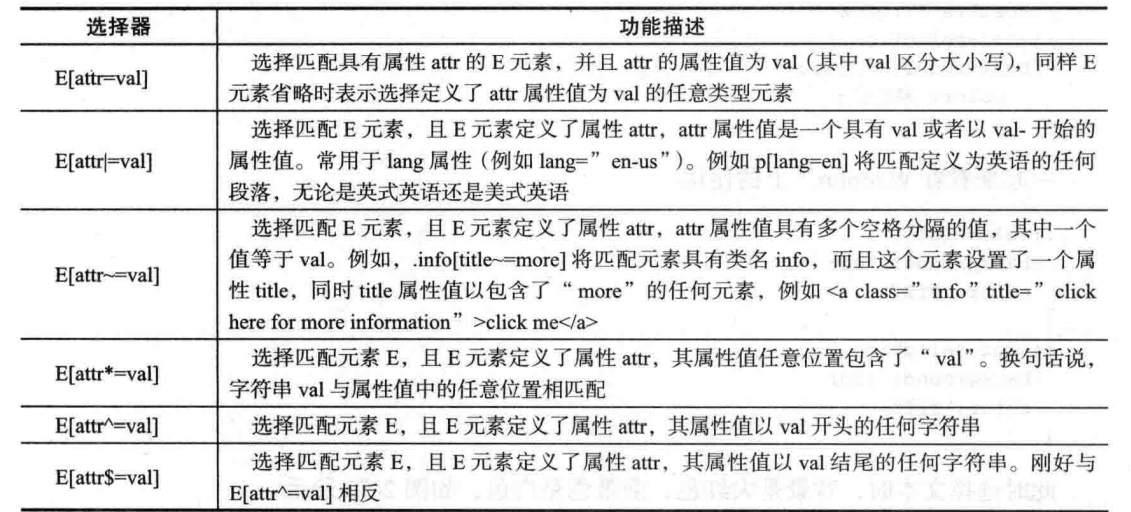 选择器 功能描述
E[attr=val]
选择匹配具有属性 attr 的 E 元素，并且 attr 的属性值为 val（其中 val 区分大小写），同样 E
元素省略时表示选择定义了 attr 属性值为 val 的任意类型元素
E[attr|=val]
选择匹配 E 元素，且 E 元素定义了属性 attr，attr 属性值是一个具有 val 或者以 val- 开始的
属性值。常用于 lang 属性（例如 lang=”en-us”）。例如 p[lang=en] 将匹配定义为英语的任何
段落，无论是英式英语还是美式英语
E[attr~=val]
选择匹配 E 元素，且 E 元素定义了属性 attr，attr 属性值具有多个空格分隔的值，其中一个
值等于 val。例如，.info[title~=more] 将匹配元素具有类名 info，而且这个元素设置了一个属
性 title，同时 title 属性值以包含了“more”的任何元素，例如 <a class=”info”title=”click
here for more information”>click me</a>
E[attr*=val]
选择匹配元素 E，且 E 元素定义了属性 attr，其属性值任意位置包含了“val”。换句话说，
字符串 val 与属性值中的任意位置相匹配
E[attr^=val]
选择匹配元素 E，且 E 元素定义了属性 attr，其属性值以 val 开头的任何字符串
E[attr$=val]
选择匹配元素 E，且 E 元素定义了属性 attr，其属性值以 val 结尾的任何字符串。刚好与
E[attr^=val] 相反